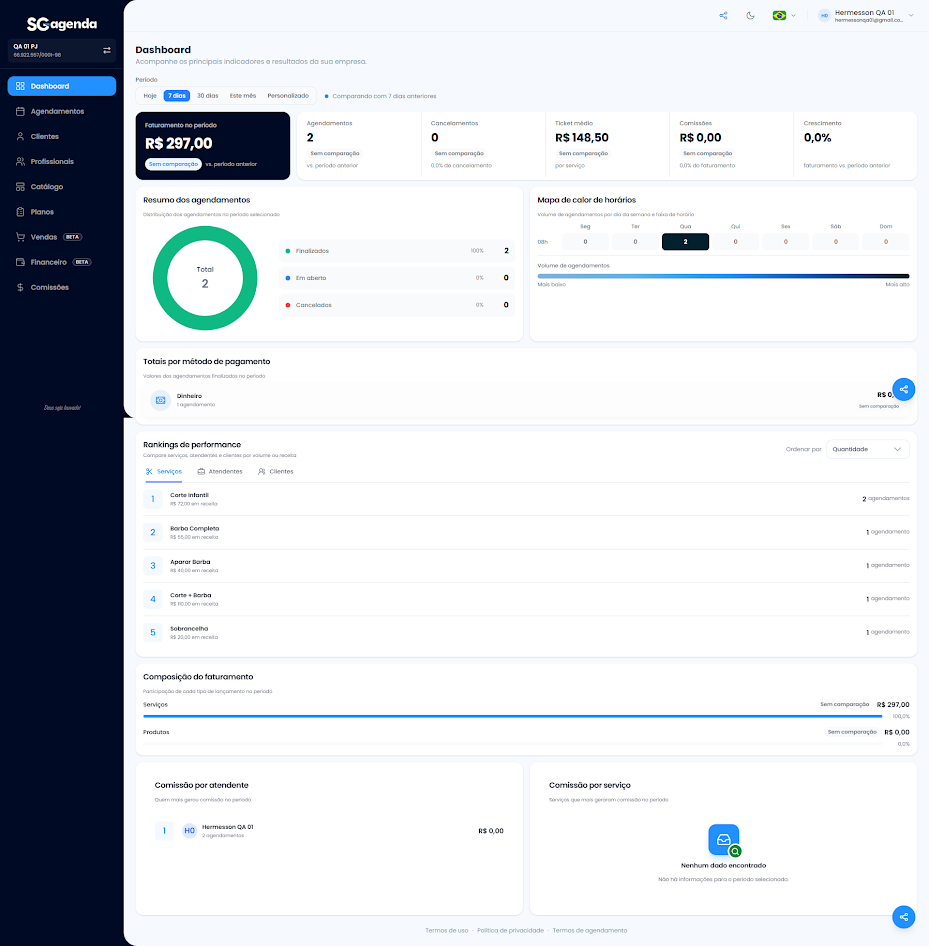 SGagenda
QA 01 PJ
66.922.557/0001-98
Dashboard
Agendamentos
Clientes
Profissionais
Catálogo
Planos
Vendas BETA
Financeiro BETA
Comissões
Deus seja louvado!
H0 Hermesson QA 01
hermessonqa01@gmail.co...
Dashboard
Acompanhe os principais indicadores e resultados da sua empresa.
Período
Hoje 7 dias 30 dias Este mês Personalizado Comparando com 7 dias anteriores
Faturamento no período
R$ 297,00
Sem comparação vs. período anterior
Agendamentos
2
Sem comparação
vs. período anterior
Cancelamentos
0
Sem comparação
0,0% de cancelamento
Ticket médio
R$ 148,50
Sem comparação
por serviço
Comissões
R$ 0,00
Sem comparação
0,0% do faturamento
Crescimento
0,0%
faturamento vs. período anterior
Resumo dos agendamentos
Distribuição dos agendamentos no período selecionado
Total
2
Finalizados 100% 2
Em aberto 0% 0
Cancelados 0% 0
Mapa de calor de horários
Volume de agendamentos por dia da semana e faixa de horário
Seg Ter Qua Qui Sex Sáb Dom
08h 0 0 2 0 0 0 0
Volume de agendamentos
Mais baixo Mais alto
Totais por método de pagamento
Valores dos agendamentos finalizados no período
Dinheiro R$ 0,
1 agendamento Sem comparação
Rankings de performance
Compare serviços, atendentes e clientes por volume ou receita
Ordenar por Quantidade
Serviços Atendentes Clientes
1 Corte Infantil 2 agendamentos
R$ 72,00 em receita
2 Barba Completa 1 agendamento
R$ 55,00 em receita
3 Aparar Barba 1 agendamento
R$ 40,00 em receita
4 Corte + Barba 1 agendamento
R$ 110,00 em receita
5 Sobrancelha 1 agendamento
R$ 20,00 em receita
Composição do faturamento
Participação de cada tipo de lançamento no período
Serviços Sem comparação R$ 297,00
100,0%
Produtos Sem comparação R$ 0,00
0,0%
Comissão por atendente
Quem mais gerou comissão no período
1 H0 Hermesson QA 01 R$ 0,00
2 agendamentos
Comissão por serviço
Serviços que mais geraram comissão no período
Nenhum dado encontrado
Não há informações para o período selecionado.
Termos de uso · Política de privacidade · Termos de agendamento